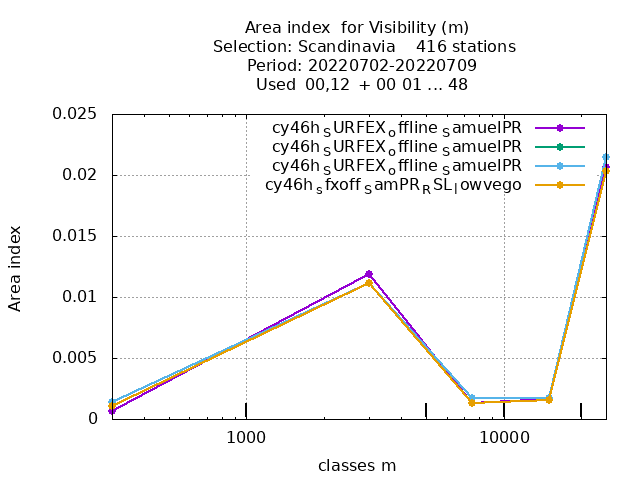 Area index  for Visibility (m)
Selection: Scandinavia    416 stations
Period: 20220702-20220709
Used 00,12 + 00 01 ... 48
0.025
0.02
0.015
0.01
0.005
0
Area index
cy46h_SURFEX_offline_SamuelPR
cy46h_SURFEX_offline_SamuelPR
cy46h_SURFEX_offline_SamuelPR
cy46h_sfxoff_SamPR_RSL_lowvego
1000
10000
classes m